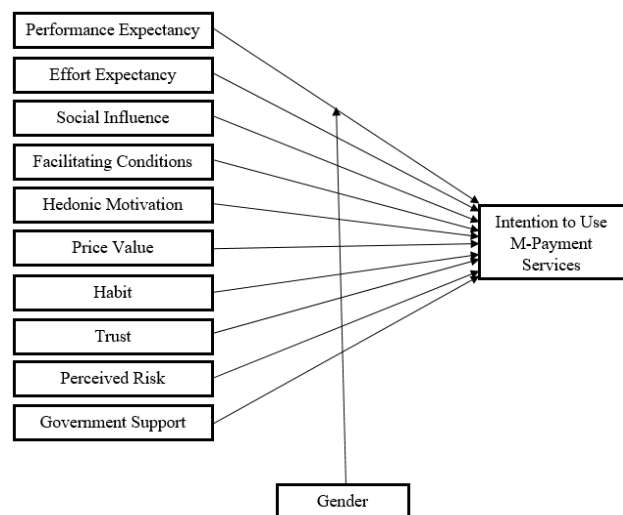 Performance Expectancy
Effort Expectancy
Social Influence
Facilitating Conditions
Hedonic Motivation
Price Value
Habit
Trust
Perceived Risk
Government Support
Intention to Use
M-Payment
Services
Gender